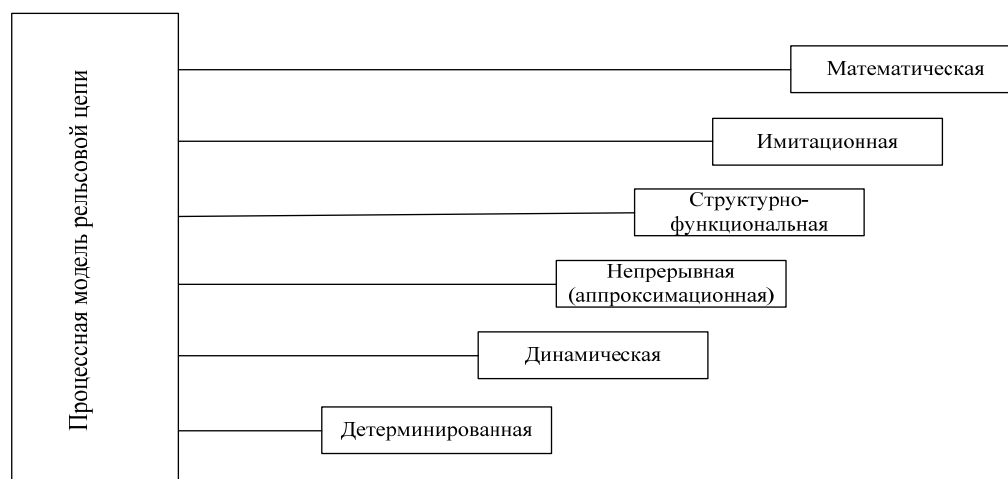 Процессная модель рельсовой цепи
Математическая
Имитационная
Структурно-
функциональная
Непрерывная
(аппроксимационная)
Динамическая
Детерминированная